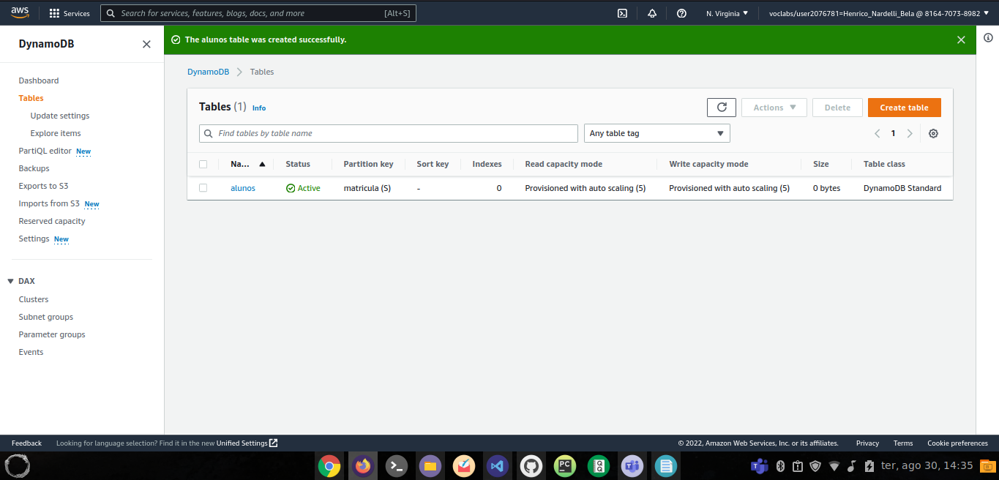 aws Services Search for services, features, blogs, docs, and more [Alt+S] N. Virginia ▼ voclabs/user2076781=Henrico_Nardelli_Bela @ 8164-7073-8982 ▼
DynamoDB
The alunos table was created successfully.
DynamoDB > Tables
Dashboard
Tables
Update settings
Explore items
PartiQL editor New
Backups
Exports to S3
Imports from S3 New
Reserved capacity
Settings New
DAX
Clusters
Subnet groups
Parameter groups
Events
Tables (1) Info Actions Delete Create table
Find tables by table name Any table tag 1
Na... Status Partition key Sort key Indexes Read capacity mode Write capacity mode Size Table class
alunos Active matricula (S) - 0 Provisioned with auto scaling (5) Provisioned with auto scaling (5) 0 bytes DynamoDB Standard
Feedback Looking for language selection? Find it in the new Unified Settings © 2022, Amazon Web Services, Inc. or its affiliates. Privacy Terms Cookie preferences
ter, ago 30, 14:35